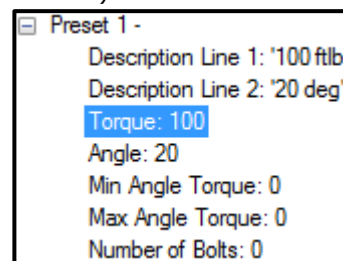 Preset 1 -
Description Line 1: "100 ftlb
Description Line 2: "20 deg"
Torque: 100
Angle: 20
Min Angle Torque: 0
Max Angle Torque: 0
Number of Bolts: 0